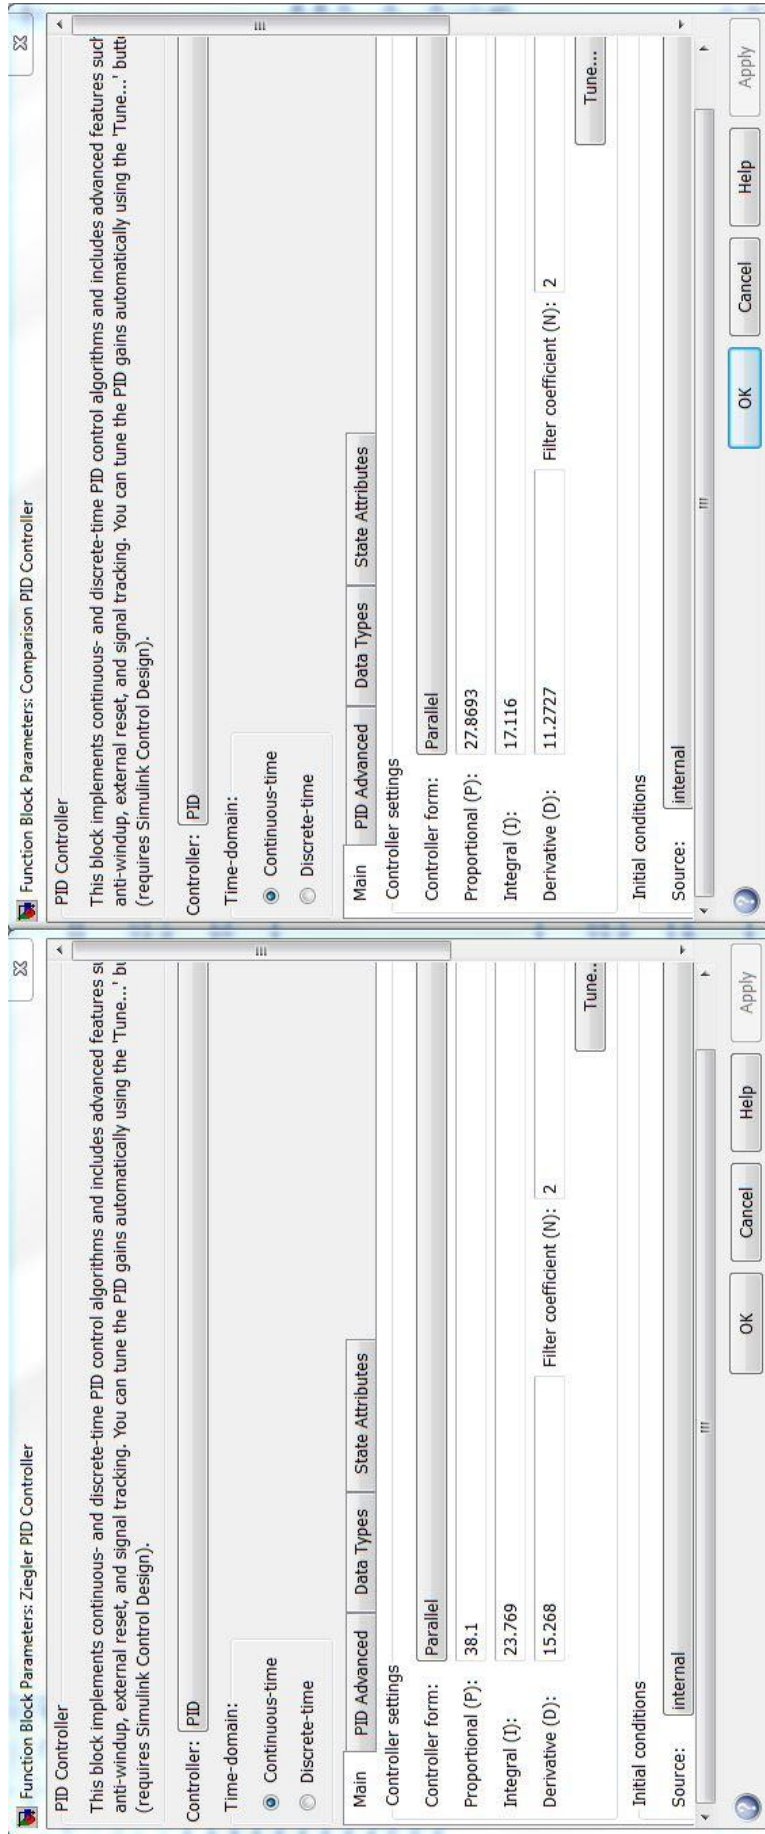 Function Block Parameters: Ziegler PID Controller
PID Controller
This block implements continuous- and discrete-time PID control algorithms and includes advanced features su
anti-windup, external reset, and signal tracking. You can tune the PID gains automatically using the 'Tune...' bu
(requires Simulink Control Design).
Controller: PID
Time-domain:
Continuous-time
Discrete-time
Main PID Advanced Data Types State Attributes
Controller settings
Controller form: Parallel
Proportional (P): 38.1
Integral (I): 23.769
Derivative (D): 15.268 Filter coefficient (N): 2
Tune..
Initial conditions
Source: internal
OK Cancel Help Apply
Function Block Parameters: Comparison PID Controller
PID Controller
This block implements continuous- and discrete-time PID control algorithms and includes advanced features such
anti-windup, external reset, and signal tracking. You can tune the PID gains automatically using the 'Tune...' butt
(requires Simulink Control Design).
Controller: PID
Time-domain:
Continuous-time
Discrete-time
Main PID Advanced Data Types State Attributes
Controller settings
Controller form: Parallel
Proportional (P): 27.8693
Integral (I): 17.116
Derivative (D): 11.2727 Filter coefficient (N): 2
Tune...
Initial conditions
Source: internal
OK Cancel Help Apply